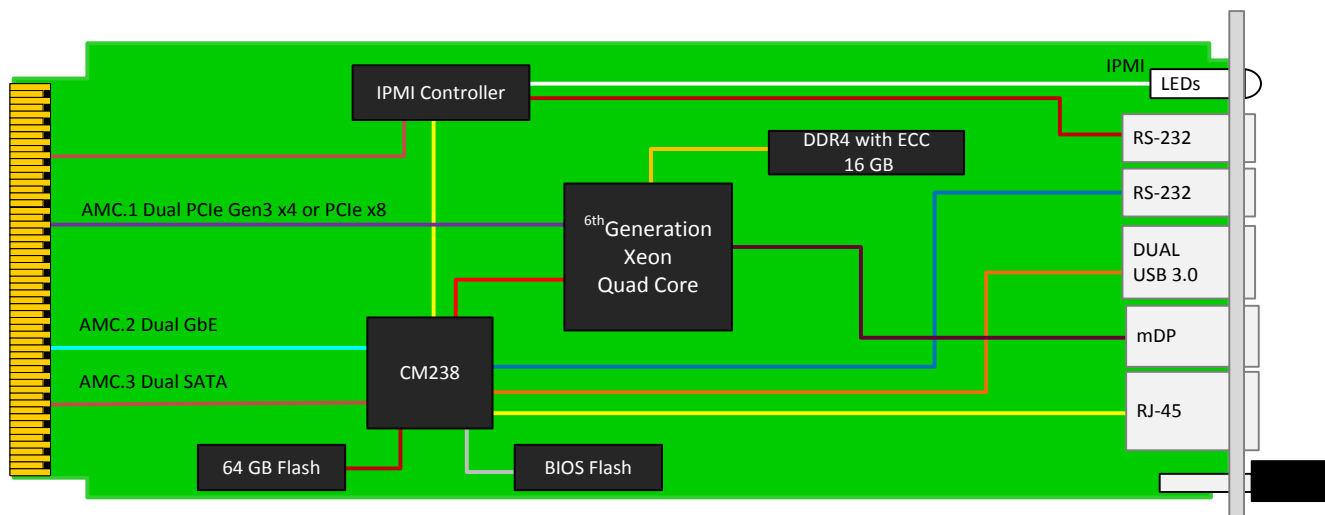 IPMI
LEDs
IPMI Controller
RS-232
DDR4 with ECC
16 GB
RS-232
AMC.1 Dual PCIe Gen3 x4 or PCIe x8
6thGeneration
Xeon
Quad Core
DUAL
USB 3.0
AMC.2 Dual GbE
mDP
CM238
AMC.3 Dual SATA
RJ-45
64 GB Flash
BIOS Flash